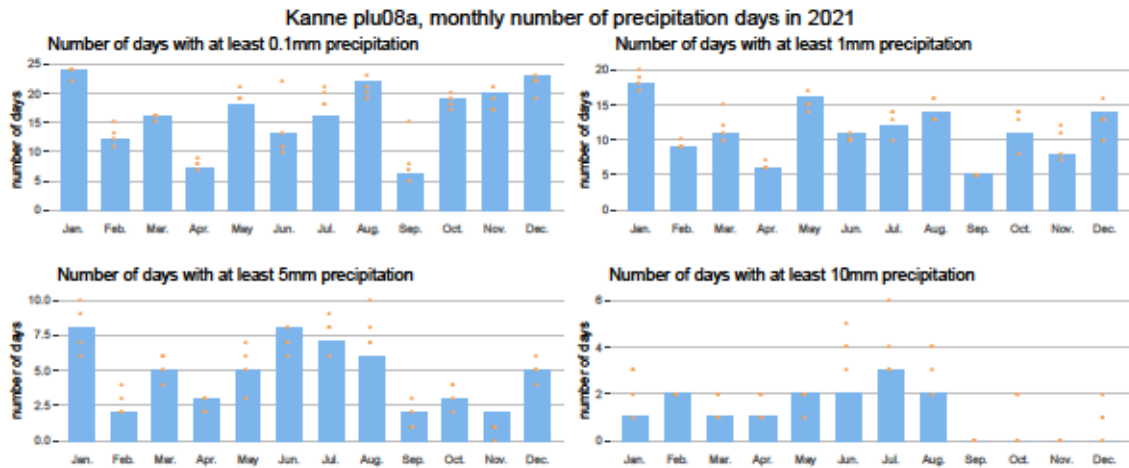 Kanne plu08a, monthly number of precipitation days in 2021
Number of days with at least 0.1mm precipitation
number of days
25
20
15
10
5
0
Jan. Feb. Mar. Apr. May Jun. Jul. Aug. Sep. Oct. Nov. Dec.
Number of days with at least 1mm precipitation
number of days
20
15
10
5
0
Jan. Feb. Mar. Apr. May Jun. Jul. Aug. Sep. Oct. Nov. Dec.
Number of days with at least 5mm precipitation
number of days
10.0
7.5
5.0
2.5
0.0
Jan. Feb. Mar. Apr. May Jun. Jul. Aug. Sep. Oct. Nov. Dec.
Number of days with at least 10mm precipitation
number of days
6
4
2
0
Jan. Feb. Mar. Apr. May Jun. Jul. Aug. Sep. Oct. Nov. Dec.